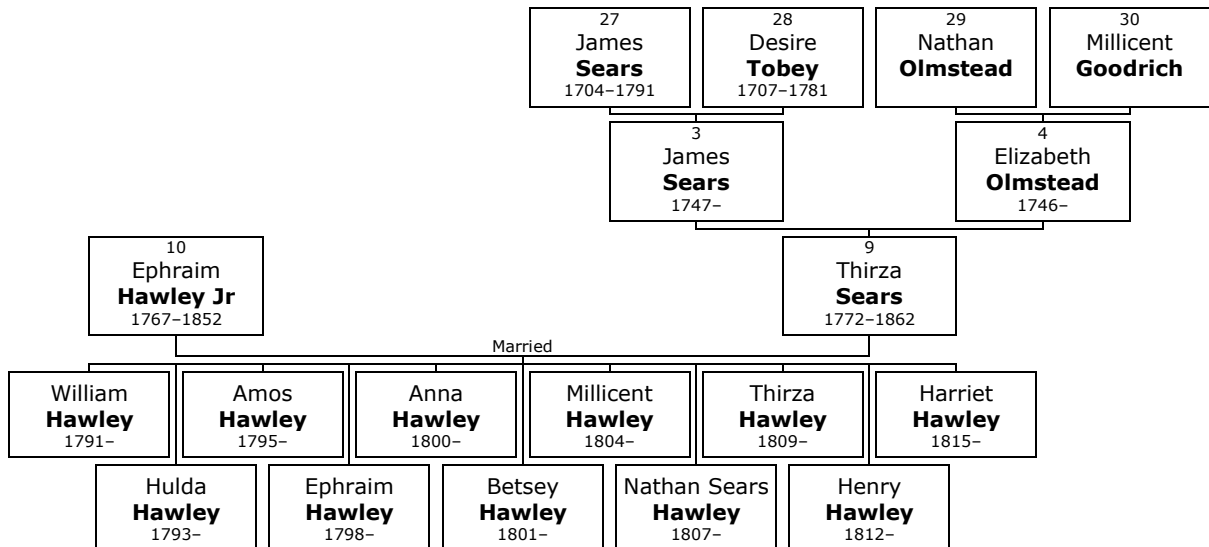 27
James
Sears
1704–1791
28
Desire
Tobey
1707–1781
29
Nathan
Olmstead
30
Millicent
Goodrich
3
James
Sears
1747–
4
Elizabeth
Olmstead
1746–
10
Ephraim
Hawley Jr
1767–1852
9
Thirza
Sears
1772–1862
Married
William
Hawley
1791–
Amos
Hawley
1795–
Anna
Hawley
1800–
Millicent
Hawley
1804–
Thirza
Hawley
1809–
Harriet
Hawley
1815–
Hulda
Hawley
1793–
Ephraim
Hawley
1798–
Betsey
Hawley
1801–
Nathan Sears
Hawley
1807–
Henry
Hawley
1812–